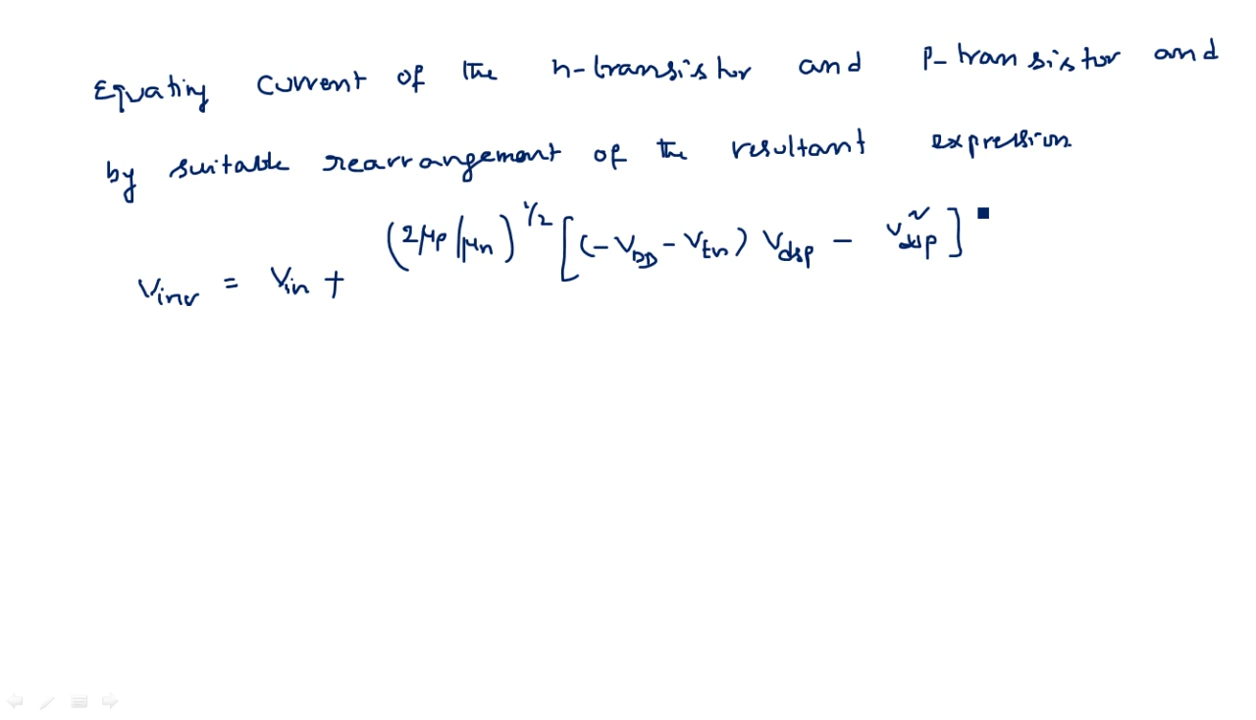 Equating current of the n-transistor and P-transistor and
by suitable rearrangement of the resultant expression
Vinv = Vin + (2μp/μn)^1/2 [(-VDD - Vtn) Vdsp - V²dsp]